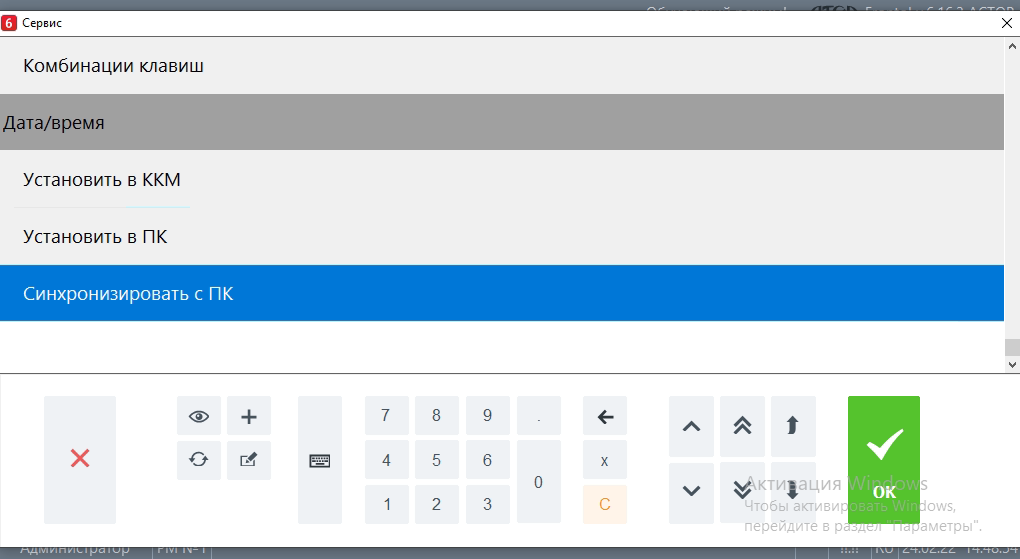 6 Сервис
Комбинации клавиш
Дата/время
Установить в ККМ
Установить в ПК
Синхронизировать с ПК
7 8 9 .
4 5 6 x
0
1 2 3 C
OK
Активация Windows
Чтобы активировать Windows,
перейдите в раздел "Параметры".
Администратор РМ №1 RU 24.02.22 14:48:54